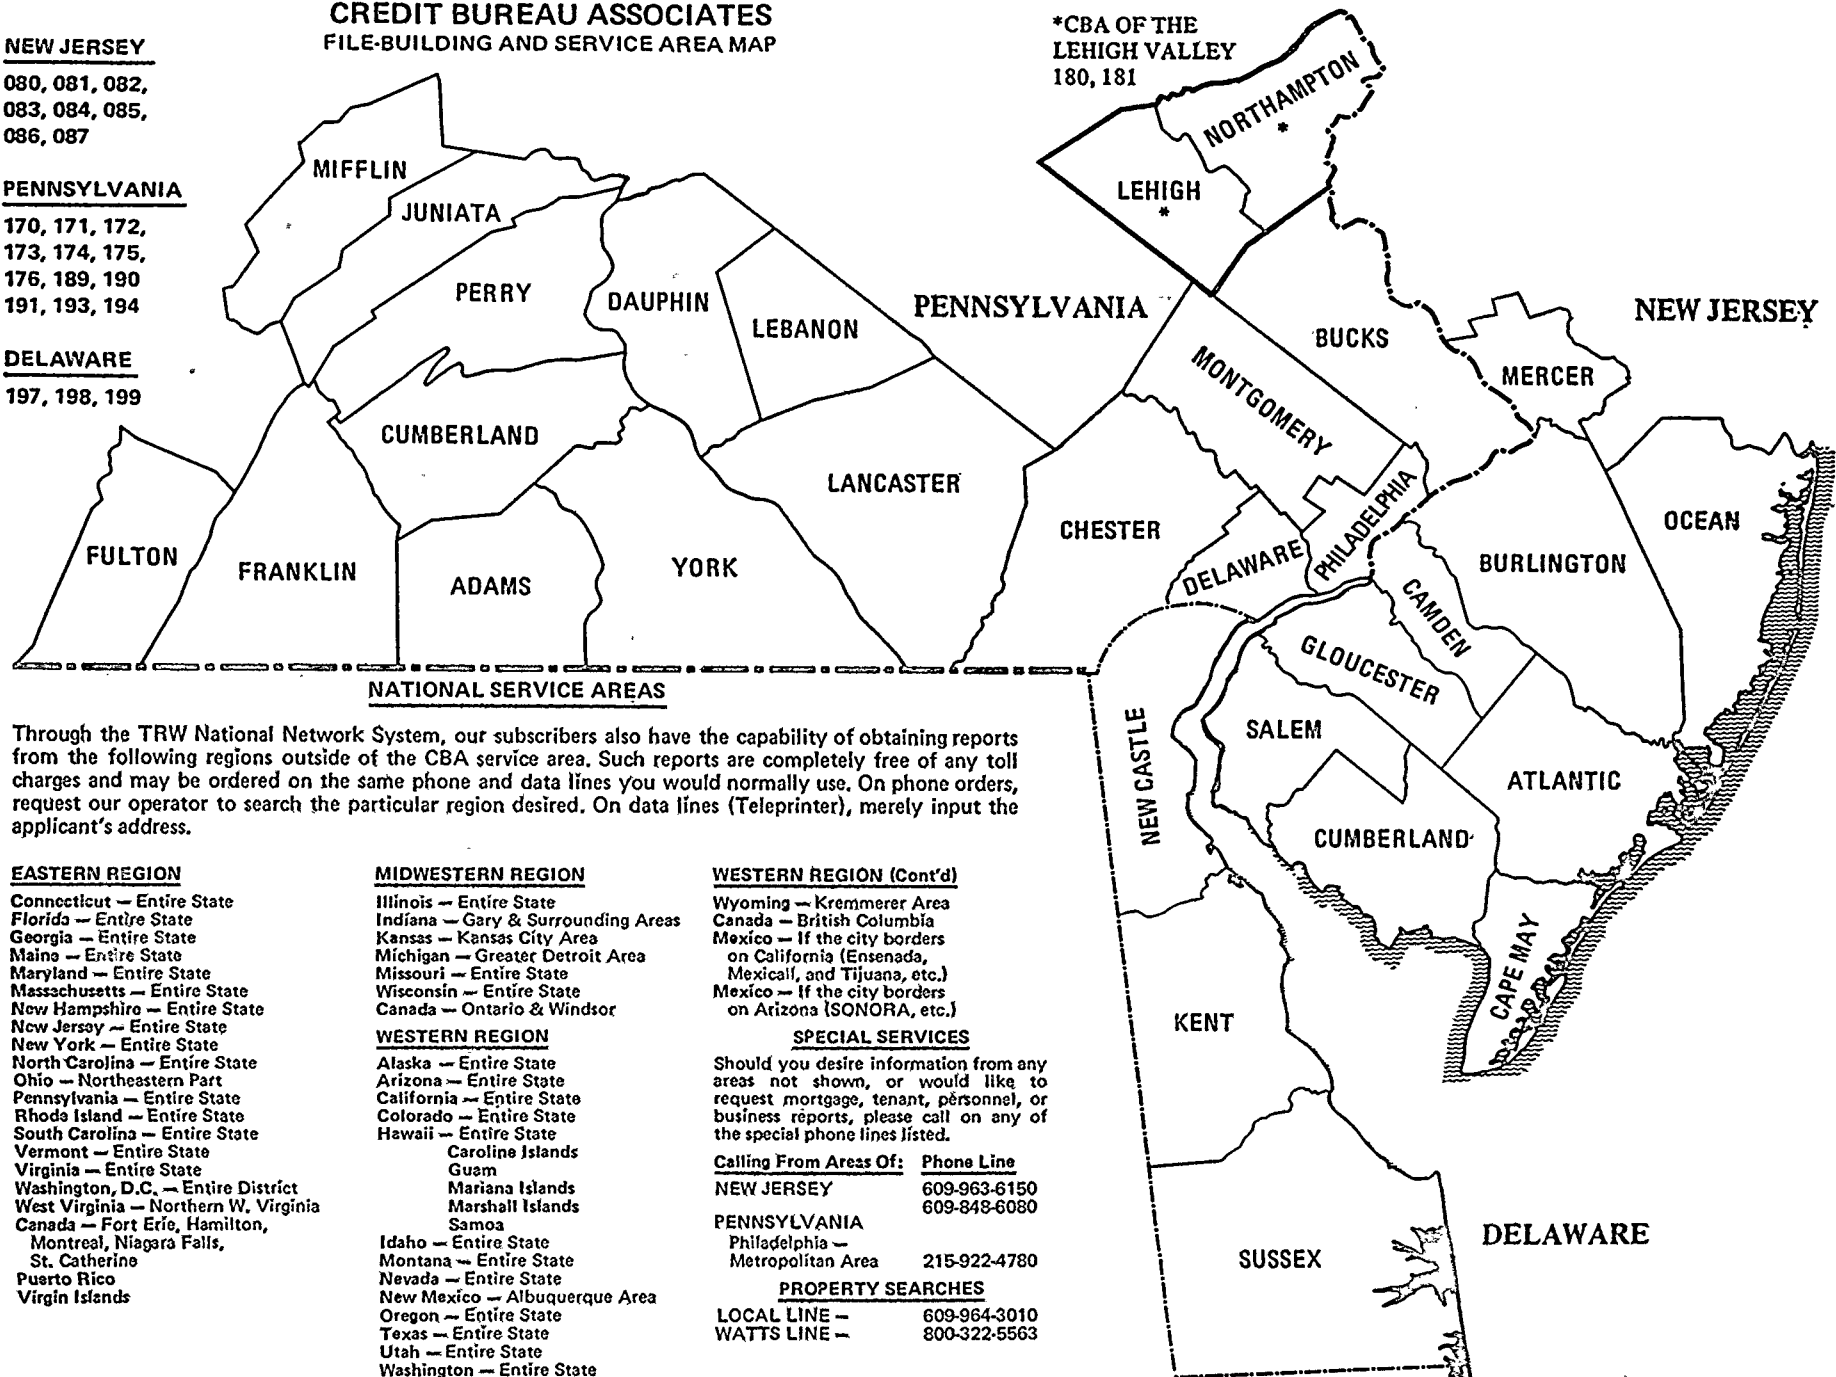 CREDIT BUREAU ASSOCIATES
FILE-BUILDING AND SERVICE AREA MAP
NEW JERSEY
080, 081, 082,
083, 084, 085,
086, 087
PENNSYLVANIA
170, 171, 172,
173, 174, 175,
176, 189, 190
191, 193, 194
DELAWARE
197, 198, 199
*CBA OF THE
LEHIGH VALLEY
180, 181
NORTHAMPTON
*
LEHIGH
*
MIFFLIN
JUNIATA
PERRY
DAUPHIN
LEBANON
PENNSYLVANIA
NEW JERSEY
BUCKS
MONTGOMERY
MERCER
CUMBERLAND
LANCASTER
CHESTER
PHILADELPHIA
DELAWARE
OCEAN
BURLINGTON
FULTON
FRANKLIN
ADAMS
YORK
CAMDEN
GLOUCESTER
SALEM
NEW CASTLE
ATLANTIC
CUMBERLAND
CAPE MAY
KENT
SUSSEX
DELAWARE
NATIONAL SERVICE AREAS
Through the TRW National Network System, our subscribers also have the capability of obtaining reports
from the following regions outside of the CBA service area. Such reports are completely free of any toll
charges and may be ordered on the same phone and data lines you would normally use. On phone orders,
request our operator to search the particular region desired. On data lines (Teleprinter), merely input the
applicant's address.
EASTERN REGION
Connecticut — Entire State
Florida — Entire State
Georgia — Entire State
Maine — Entire State
Maryland — Entire State
Massachusetts — Entire State
New Hampshire — Entire State
New Jersey — Entire State
New York — Entire State
North Carolina — Entire State
Ohio — Northeastern Part
Pennsylvania — Entire State
Rhode Island — Entire State
South Carolina — Entire State
Vermont — Entire State
Virginia — Entire State
Washington, D.C. — Entire District
West Virginia — Northern W. Virginia
Canada — Fort Erie, Hamilton,
Montreal, Niagara Falls,
St. Catherine
Puerto Rico
Virgin Islands
MIDWESTERN REGION
Illinois — Entire State
Indiana — Gary & Surrounding Areas
Kansas — Kansas City Area
Michigan — Greater Detroit Area
Missouri — Entire State
Wisconsin — Entire State
Canada — Ontario & Windsor
WESTERN REGION
Alaska — Entire State
Arizona — Entire State
California — Entire State
Colorado — Entire State
Hawaii — Entire State
Caroline Islands
Guam
Mariana Islands
Marshall Islands
Samoa
Idaho — Entire State
Montana — Entire State
Nevada — Entire State
New Mexico — Albuquerque Area
Oregon — Entire State
Texas — Entire State
Utah — Entire State
Washington — Entire State
WESTERN REGION (Cont'd)
Wyoming — Kremmerer Area
Canada — British Columbia
Mexico — If the city borders
on California (Ensenada,
Mexicali, and Tijuana, etc.)
Mexico — If the city borders
on Arizona (SONORA, etc.)
SPECIAL SERVICES
Should you desire information from any
areas not shown, or would like to
request mortgage, tenant, personnel, or
business reports, please call on any of
the special phone lines listed.
Calling From Areas Of: Phone Line
NEW JERSEY 609-963-6150
609-848-6080
PENNSYLVANIA
Philadelphia —
Metropolitan Area 215-922-4780
PROPERTY SEARCHES
LOCAL LINE — 609-964-3010
WATTS LINE — 800-322-5563